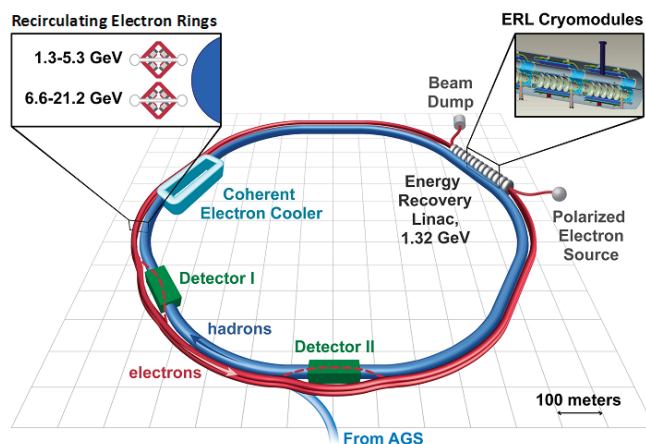 Recirculating Electron Rings
1.3-5.3 GeV
6.6-21.2 GeV
ERL Cryomodules
Beam
Dump
Energy
Recovery
Linac,
1.32 GeV
Polarized
Electron
Source
Coherent
Electron Cooler
Detector I
hadrons
Detector II
electrons
100 meters
From AGS